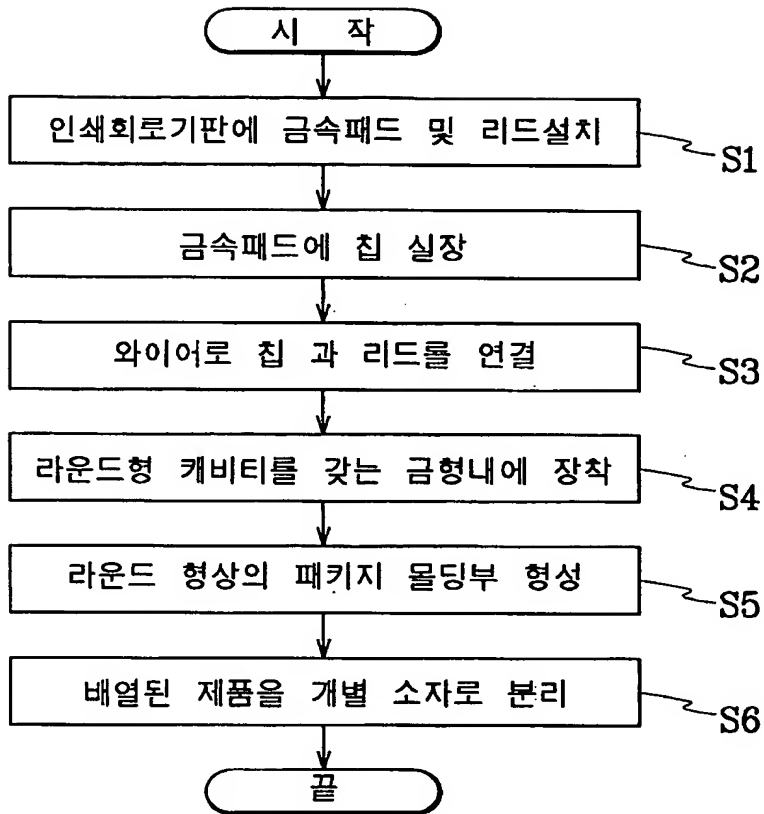 시 작
인쇄회로기판에 금속패드 및 리드설치
S1
금속패드에 칩 실장
S2
와이어로 칩 과 리드를 연결
S3
라운드형 캐비티를 갖는 금형내에 장착
S4
라운드 형상의 패키지 몰딩부 형성
S5
배열된 제품을 개별 소자로 분리
S6
끝